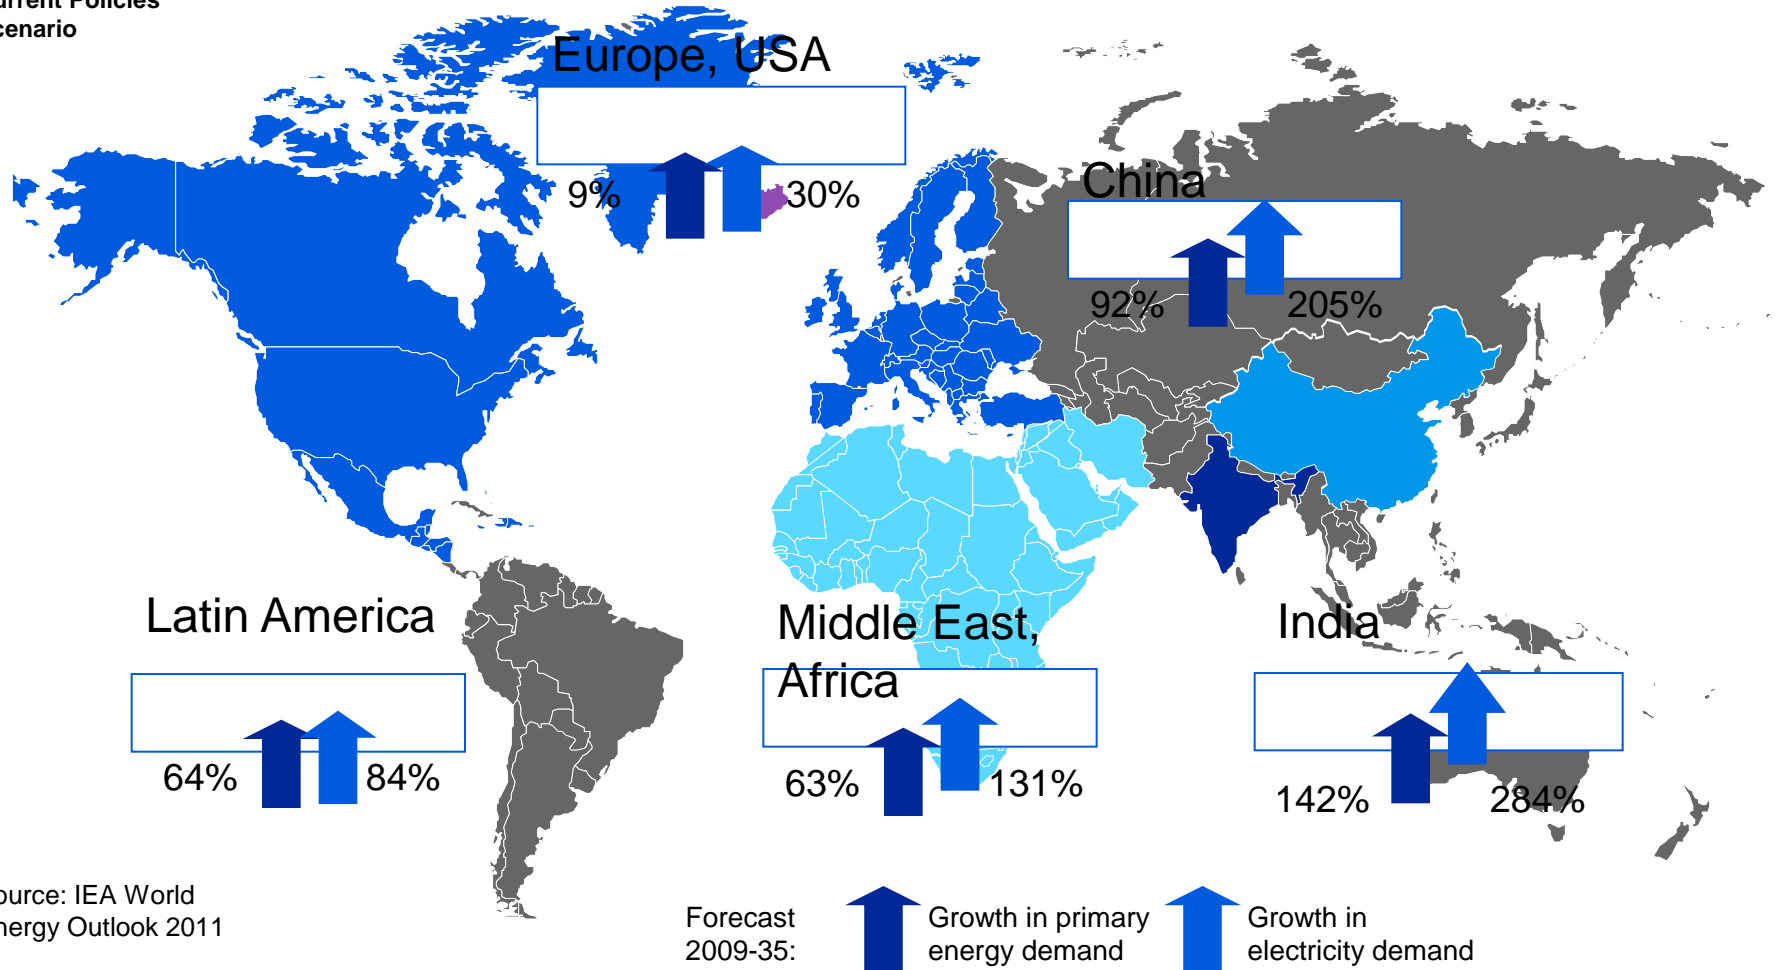 urrent Policies
cenario
Europe, USA
9%
30%
China
92%
205%
Latin America
64%
84%
Middle East,
Africa
63%
131%
India
142%
284%
ource: IEA World
nergy Outlook 2011
Forecast
2009-35:
Growth in primary
energy demand
Growth in
electricity demand